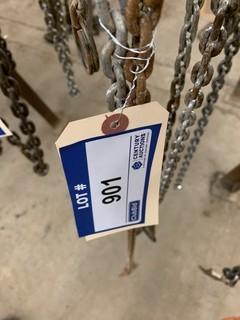 LOT #
901
CENTURY
AUCTIONS